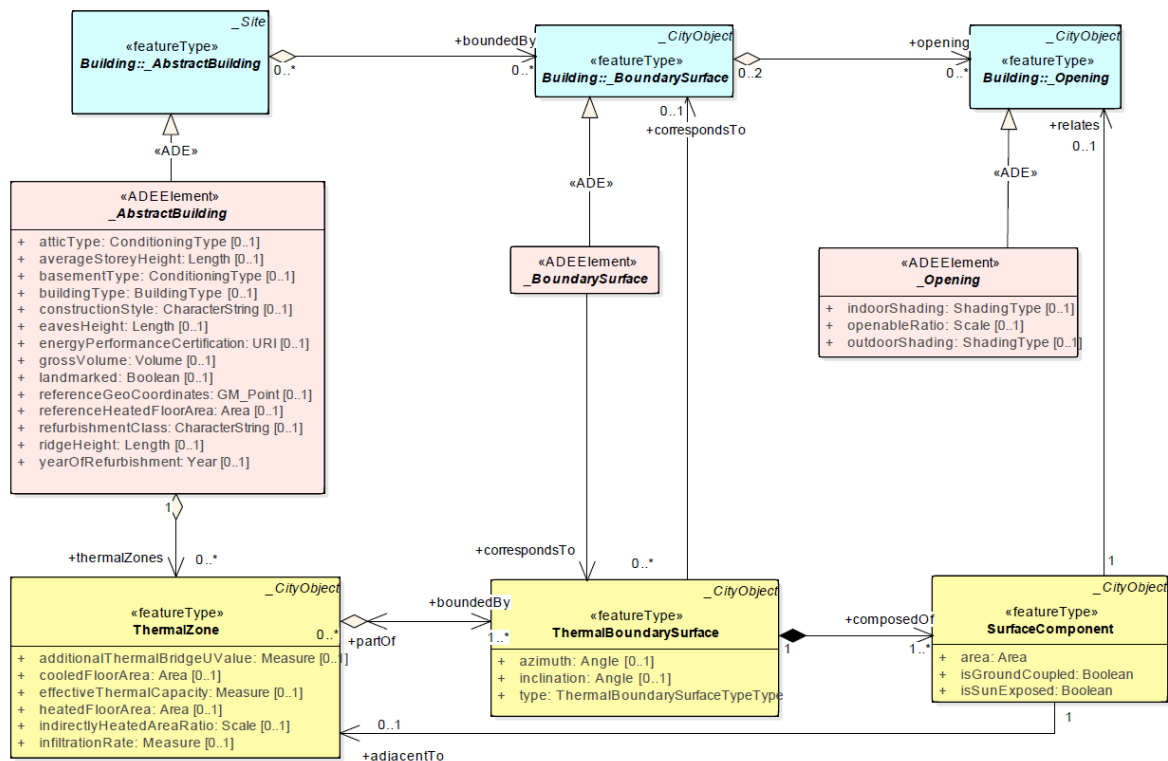 _Site
«featureType»
Building::_AbstractBuilding
0..*
+boundedBy
0..*
_CityObject
«featureType»
Building::_BoundarySurface
0..2
+opening
0..*
_CityObject
«featureType»
Building::_Opening
0..1
+correspondsTo
+relates
0..1
«ADE»
«ADE»
«ADE»
«ADEElement»
_AbstractBuilding
+ atticType: ConditioningType [0..1]
+ averageStoreyHeight: Length [0..1]
+ basementType: ConditioningType [0..1]
+ buildingType: BuildingType [0..1]
+ constructionStyle: CharacterString [0..1]
+ eavesHeight: Length [0..1]
+ energyPerformanceCertification: URI [0..1]
+ grossVolume: Volume [0..1]
+ landmarked: Boolean [0..1]
+ referenceGeoCoordinates: GM_Point [0..1]
+ referenceHeatedFloorArea: Area [0..1]
+ refurbishmentClass: CharacterString [0..1]
+ ridgeHeight: Length [0..1]
+ yearOfRefurbishment: Year [0..1]
«ADEElement»
_BoundarySurface
«ADEElement»
_Opening
+ indoorShading: ShadingType [0..1]
+ openableRatio: Scale [0..1]
+ outdoorShading: ShadingType [0..1]
1
+thermalZones
0..*
+correspondsTo
0..*
1
_CityObject
«featureType»
ThermalZone
+ additionalThermalBridgeUValue: Measure [0..1]
+ cooledFloorArea: Area [0..1]
+ effectiveThermalCapacity: Measure [0..1]
+ heatedFloorArea: Area [0..1]
+ indirectlyHeatedAreaRatio: Scale [0..1]
+ infiltrationRate: Measure [0..1]
0..*
+partOf
+boundedBy
1..*
_CityObject
«featureType»
ThermalBoundarySurface
+ azimuth: Angle [0..1]
+ inclination: Angle [0..1]
+ type: ThermalBoundarySurfaceTypeType
1
+composedOf
1..*
_CityObject
«featureType»
SurfaceComponent
+ area: Area
+ isGroundCoupled: Boolean
+ isSunExposed: Boolean
0..1
+adjacentTo
1